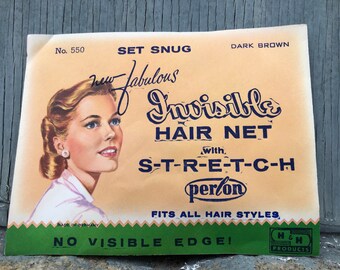 No. 550 SET SNUG DARK BROWN
new fabulous
Invisible
HAIR NET
with
S-T-R-E-T-C-H
perlon
FITS ALL HAIR STYLES
NO VISIBLE EDGE!
H & H
PRODUCTS